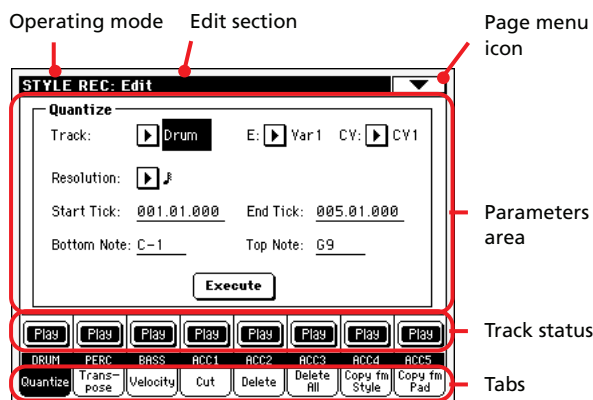 Operating mode Edit section Page menu icon
STYLE REC: Edit
Quantize
Track: Drum E: Var1 CV: CV1
Resolution:
Start Tick: 001.01.000 End Tick: 005.01.000
Parameters area
Bottom Note: C-1 Top Note: G9
Execute
Play Play Play Play Play Play Play Play
Track status
DRUM PERC BASS ACC1 ACC2 ACC3 ACC4 ACC5
Quantize Trans-pose Velocity Cut Delete Delete All Copy fm Style Copy fm Pad
Tabs